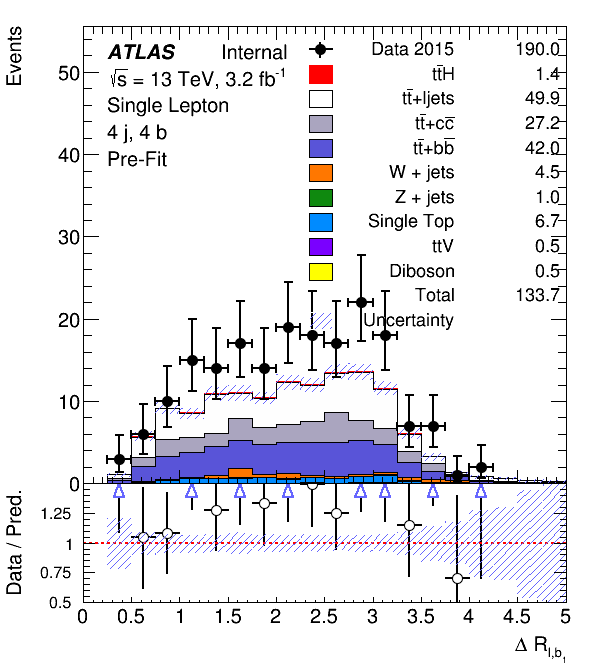 Events
ATLAS Internal
√s = 13 TeV, 3.2 fb⁻¹
Single Lepton
4 j, 4 b
Pre-Fit
Data 2015 190.0
tt̄H 1.4
tt̄+ljets 49.9
tt̄+cc̄ 27.2
tt̄+bb̄ 42.0
W + jets 4.5
Z + jets 1.0
Single Top 6.7
ttV 0.5
Diboson 0.5
Total 133.7
Uncertainty
50
40
30
20
10
0
Data / Pred.
1.25
1
0.75
0.5
0 0.5 1 1.5 2 2.5 3 3.5 4 4.5 5
Δ R l,b₁